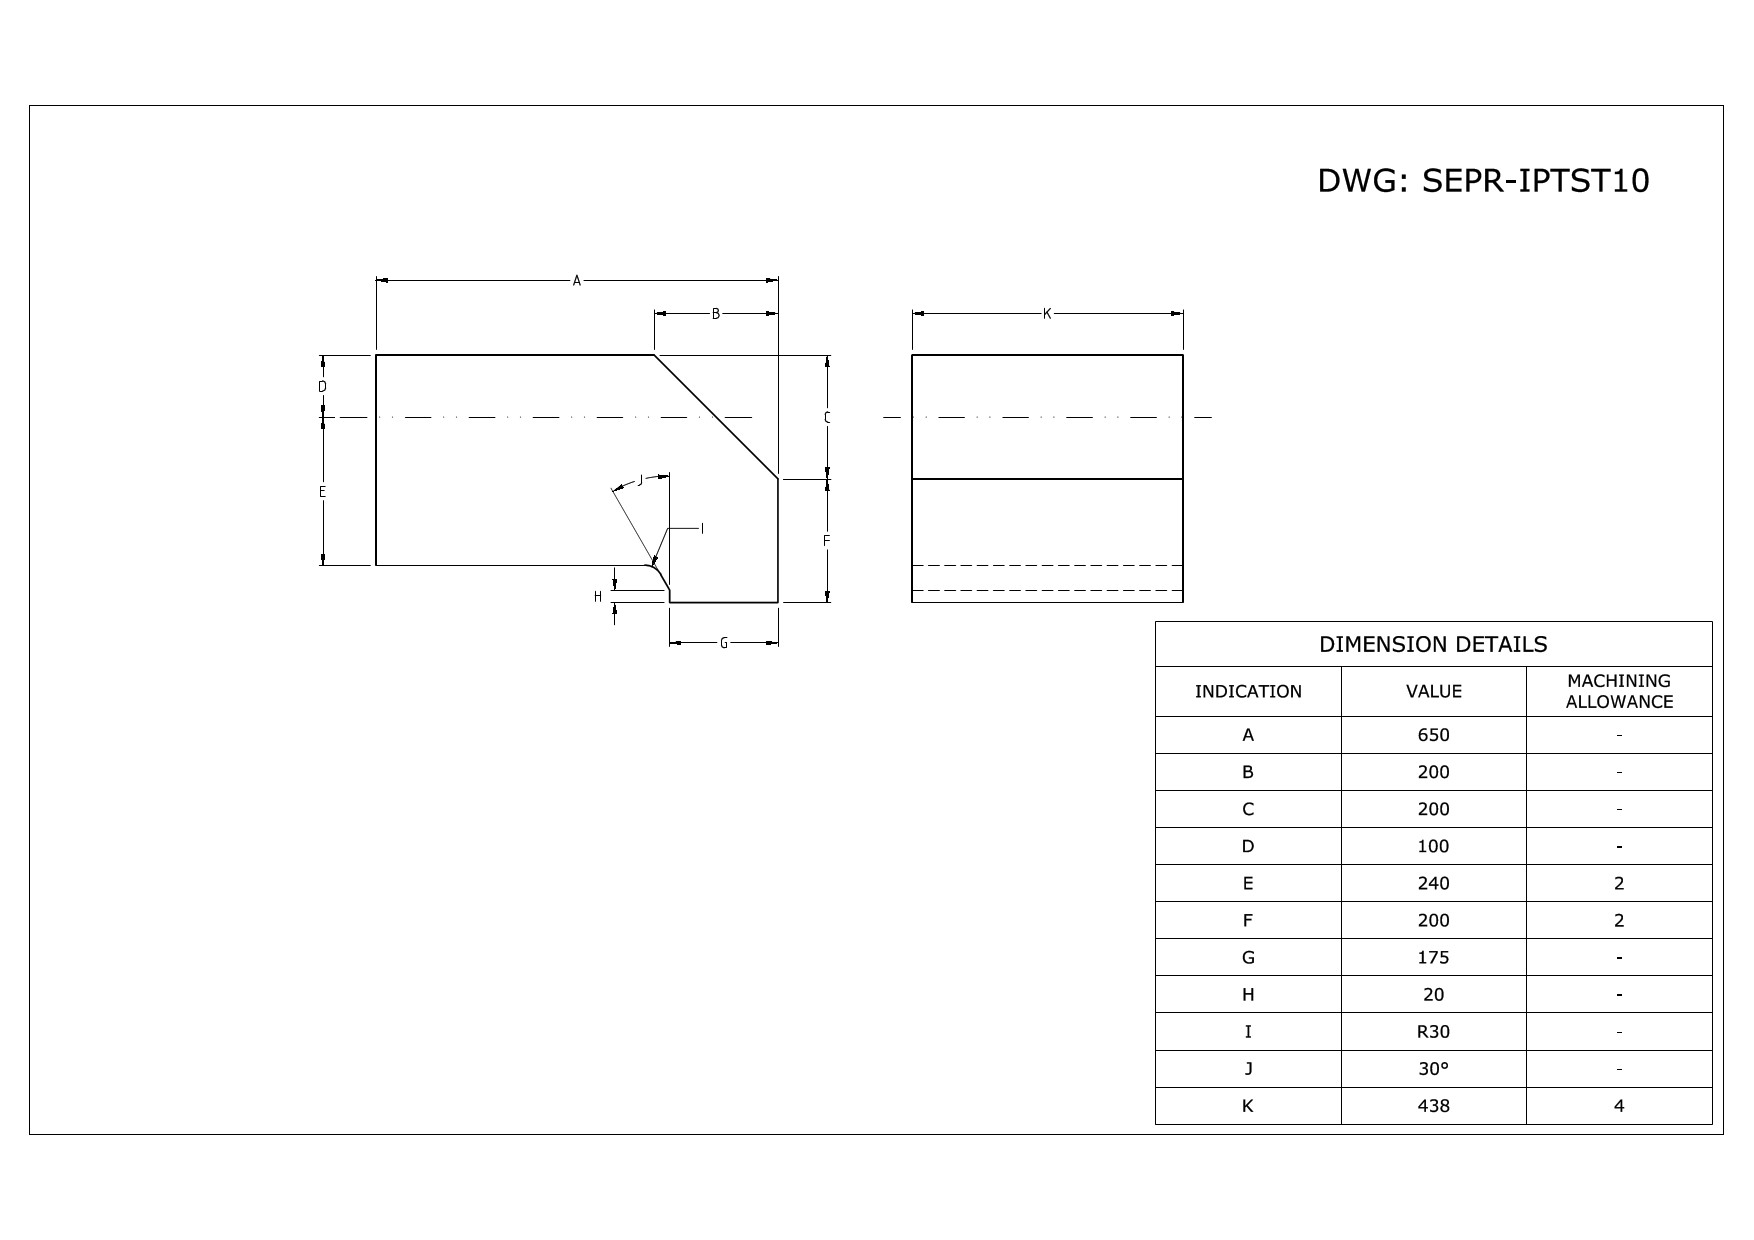 DWG: SEPR-IPTST10
A
B
K
D
C
E
J
I
F
H
G
DIMENSION DETAILS
INDICATION VALUE MACHINING ALLOWANCE
A 650 -
B 200 -
C 200 -
D 100 -
E 240 2
F 200 2
G 175 -
H 20 -
I R30 -
J 30° -
K 438 4